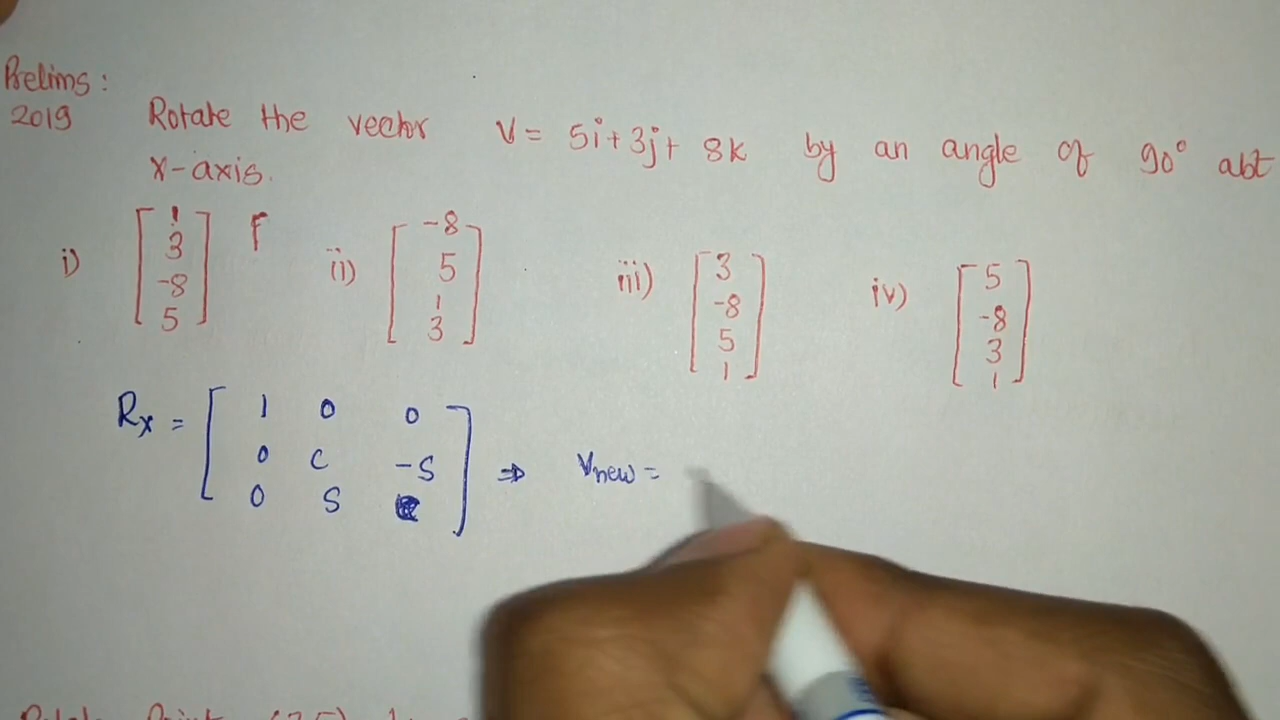 Prelims:
2019 Rotate the vector V = 5i + 3j + 8k by an angle of 90° abt
X-axis.
i) [1 3 -8 5] F ii) [-8 5 1 3] iii) [3 -8 5 1] iv) [5 -8 3 1]
Rx = [ 1 0 0
0 C -S
0 S ] ⇒ Vnew =